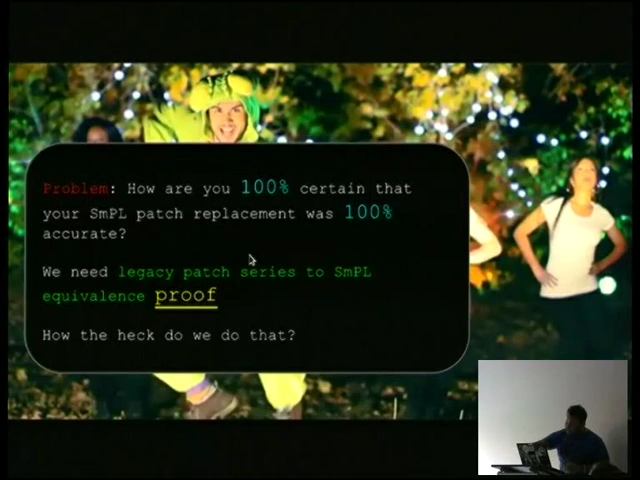 Problem: How are you 100% certain that
your SmPL patch replacement was 100%
accurate?
We need legacy patch series to SmPL
equivalence proof
How the heck do we do that?